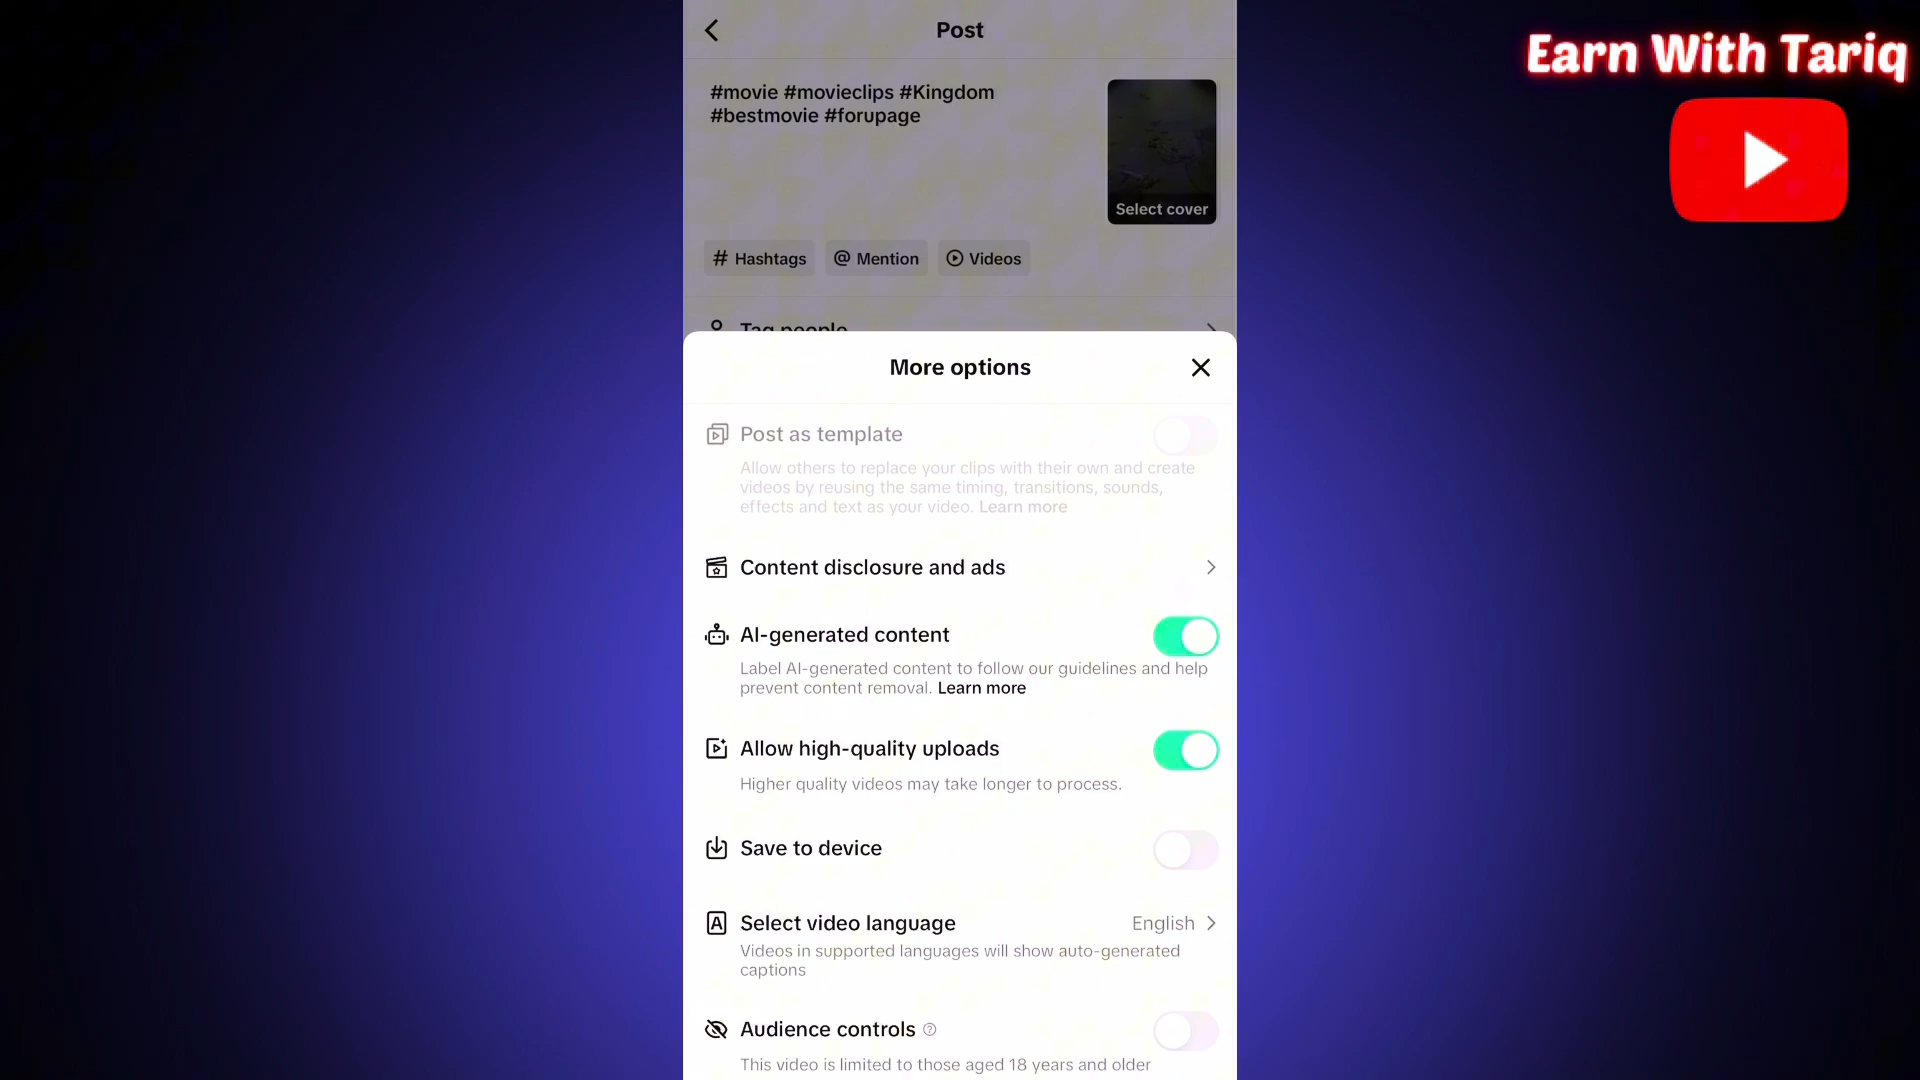 Post
Earn With Tariq
#movie #movieclips #Kingdom
#bestmovie #forupage
Select cover
# Hashtags @ Mention Videos
Tag people
More options
Post as template
Allow others to replace your clips with their own and create
videos by reusing the same timing, transitions, sounds,
effects and text as your video. Learn more
Content disclosure and ads
AI-generated content
Label AI-generated content to follow our guidelines and help
prevent content removal. Learn more
Allow high-quality uploads
Higher quality videos may take longer to process.
Save to device
Select video language English
Videos in supported languages will show auto-generated
captions
Audience controls
This video is limited to those aged 18 years and older